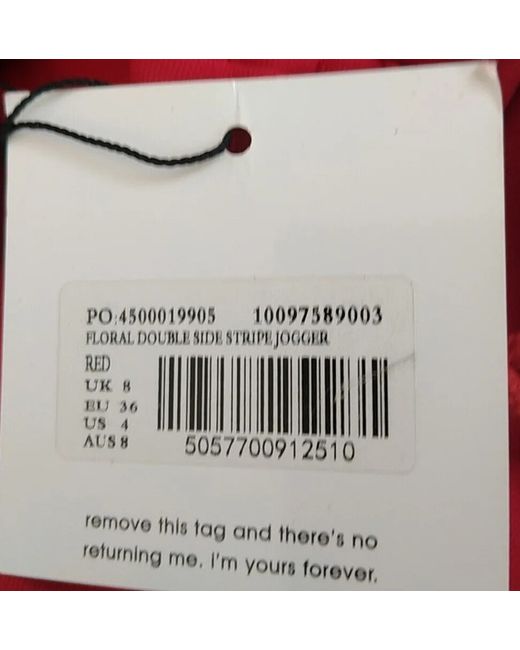 PO:4500019905 10097589003
FLORAL DOUBLE SIDE STRIPE JOGGER
RED
UK 8
EU 36
US 4
AUS 8
5057700912510
remove this tag and there's no
returning me. I'm yours forever.